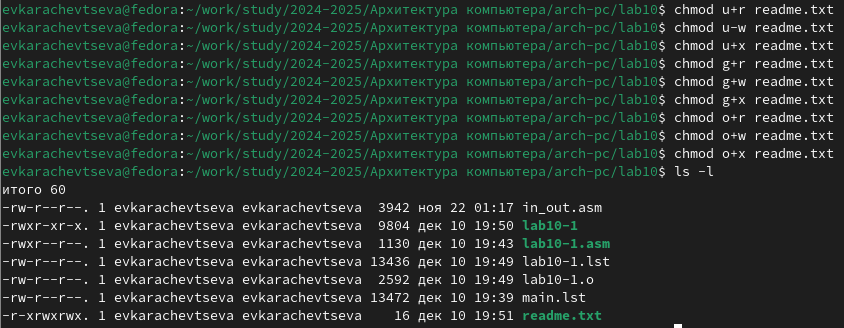 evkarachevtseva@fedora:~/work/study/2024-2025/Архитектура компьютера/arch-pc/lab10$ chmod u+r readme.txt
evkarachevtseva@fedora:~/work/study/2024-2025/Архитектура компьютера/arch-pc/lab10$ chmod u-w readme.txt
evkarachevtseva@fedora:~/work/study/2024-2025/Архитектура компьютера/arch-pc/lab10$ chmod u+x readme.txt
evkarachevtseva@fedora:~/work/study/2024-2025/Архитектура компьютера/arch-pc/lab10$ chmod g+r readme.txt
evkarachevtseva@fedora:~/work/study/2024-2025/Архитектура компьютера/arch-pc/lab10$ chmod g+w readme.txt
evkarachevtseva@fedora:~/work/study/2024-2025/Архитектура компьютера/arch-pc/lab10$ chmod g+x readme.txt
evkarachevtseva@fedora:~/work/study/2024-2025/Архитектура компьютера/arch-pc/lab10$ chmod o+r readme.txt
evkarachevtseva@fedora:~/work/study/2024-2025/Архитектура компьютера/arch-pc/lab10$ chmod o+w readme.txt
evkarachevtseva@fedora:~/work/study/2024-2025/Архитектура компьютера/arch-pc/lab10$ chmod o+x readme.txt
evkarachevtseva@fedora:~/work/study/2024-2025/Архитектура компьютера/arch-pc/lab10$ ls -l
итого 60
-rw-r--r--. 1 evkarachevtseva evkarachevtseva  3942 ноя 22 01:17 in_out.asm
-rwxr-xr-x. 1 evkarachevtseva evkarachevtseva  9804 дек 10 19:50 lab10-1
-rwxr--r--. 1 evkarachevtseva evkarachevtseva  1130 дек 10 19:43 lab10-1.asm
-rw-r--r--. 1 evkarachevtseva evkarachevtseva 13436 дек 10 19:49 lab10-1.lst
-rw-r--r--. 1 evkarachevtseva evkarachevtseva  2592 дек 10 19:49 lab10-1.o
-rw-r--r--. 1 evkarachevtseva evkarachevtseva 13472 дек 10 19:39 main.lst
-r-xrwxrwx. 1 evkarachevtseva evkarachevtseva    16 дек 10 19:51 readme.txt